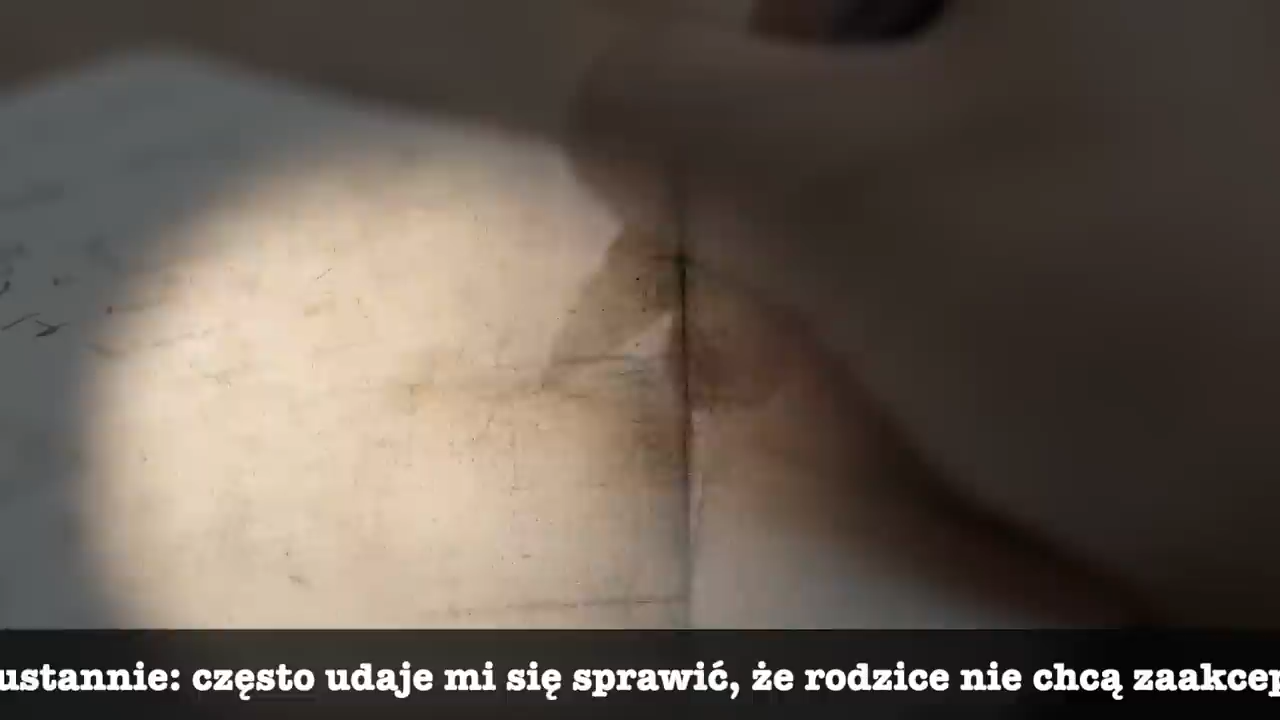 ustannie: często udaje mi się sprawić, że rodzice nie chcą zaakcep